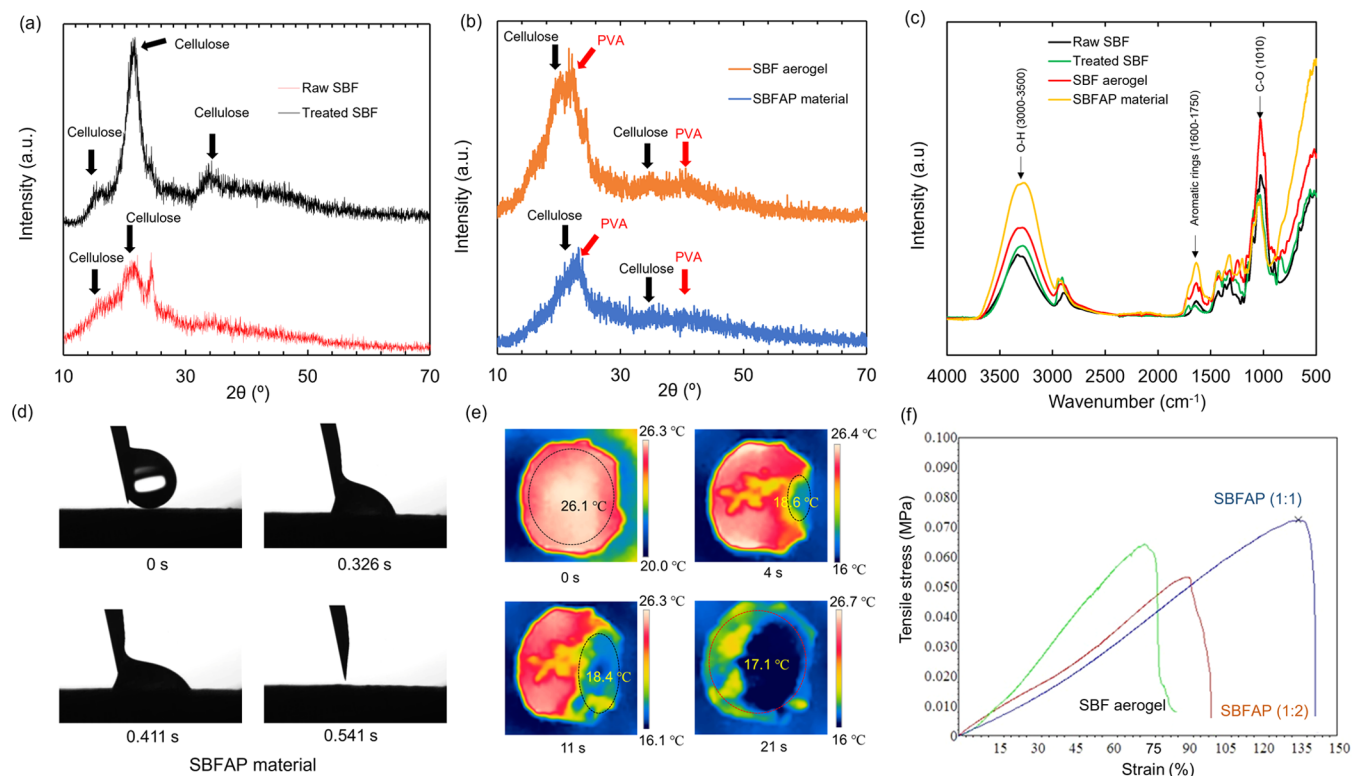 (a)
Cellulose
Raw SBF
Treated SBF
Cellulose
Cellulose
Cellulose
Cellulose
Intensity (a.u.)
10 30 50 70
2θ (º)
(b)
Cellulose
PVA
SBF aerogel
SBFAP material
Cellulose
PVA
Cellulose
PVA
Cellulose
PVA
Intensity (a.u.)
10 20 30 40 50 60 70
2θ (º)
(c)
Raw SBF
Treated SBF
SBF aerogel
SBFAP material
O-H (3000-3500)
Aromatic rings (1600-1750)
C-O (1010)
Intensity (a.u)
4000 3500 3000 2500 2000 1500 1000 500
Wavenumber (cm-1)
(d)
0 s
0.326 s
0.411 s
0.541 s
SBFAP material
(e)
26.3 ℃
26.1 ℃
20.0 ℃
0 s
26.4 ℃
18.6 ℃
16 ℃
4 s
26.3 ℃
18.4 ℃
16.1 ℃
11 s
26.7 ℃
17.1 ℃
16 ℃
21 s
(f)
0.100
0.090
0.080
0.070
0.060
0.050
0.040
0.030
0.020
0.010
0.000
Tensile stress (MPa)
SBFAP (1:1)
SBF aerogel
SBFAP (1:2)
15 30 45 60 75 90 105 120 135 150
Strain (%)